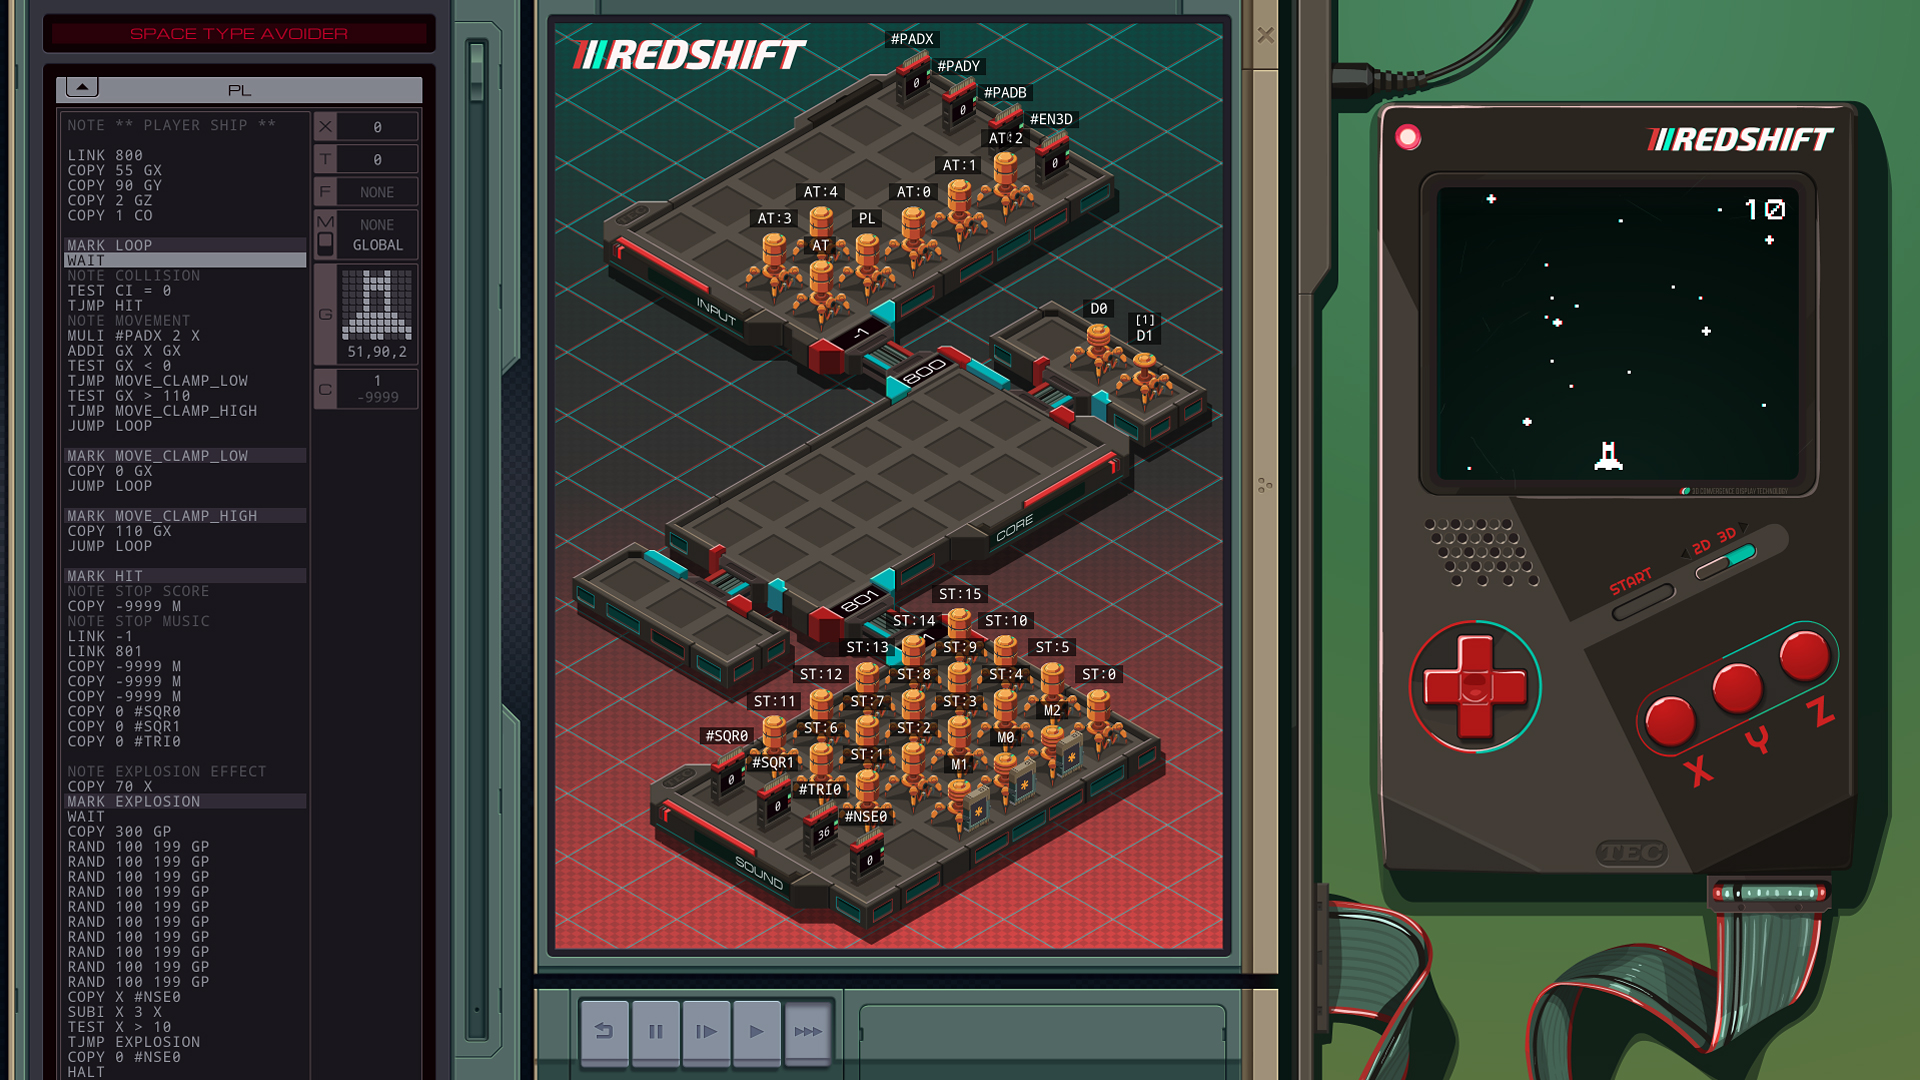 SPACE TYPE AVOIDER
PL
NOTE ** PLAYER SHIP **
LINK 800
COPY 55 GX
COPY 90 GY
COPY 2 GZ
COPY 1 CO
MARK LOOP
WAIT
NOTE COLLISION
TEST CI = 0
TJMP HIT
NOTE MOVEMENT
MULI #PADX 2 X
ADDI GX X GX
TEST GX < 0
TJMP MOVE_CLAMP_LOW
TEST GX > 110
TJMP MOVE_CLAMP_HIGH
JUMP LOOP
MARK MOVE_CLAMP_LOW
COPY 0 GX
JUMP LOOP
MARK MOVE_CLAMP_HIGH
COPY 110 GX
JUMP LOOP
MARK HIT
NOTE STOP SCORE
COPY -9999 M
NOTE STOP MUSIC
LINK -1
LINK 801
COPY -9999 M
COPY -9999 M
COPY -9999 M
COPY 0 #SQR0
COPY 0 #SQR1
COPY 0 #TRI0
NOTE EXPLOSION EFFECT
COPY 70 X
MARK EXPLOSION
WAIT
COPY 300 GP
RAND 100 199 GP
RAND 100 199 GP
RAND 100 199 GP
RAND 100 199 GP
RAND 100 199 GP
RAND 100 199 GP
RAND 100 199 GP
RAND 100 199 GP
RAND 100 199 GP
RAND 100 199 GP
COPY X #NSE0
SUBI X 3 X
TEST X > 10
TJMP EXPLOSION
COPY 0 #NSE0
HALT
X 0
T 0
F NONE
M NONE
GLOBAL
G
51,90,2
C 1
-9999
REDSHIFT
#PADX
0
#PADY
0
#PADB
#EN3D
0
AT:2
AT:1
AT:4
AT:0
AT:3
PL
AT
INPUT
-1
D0
[1]
D1
800
CORE
801
ST:15
ST:14
ST:10
ST:13
ST:9
ST:5
ST:12
ST:8
ST:4
ST:0
ST:11
ST:7
ST:3
M2
ST:6
ST:2
M0
#SQR0
0
ST:1
M1
#SQR1
0
#TRI0
36
#NSE0
0
SOUND
REDSHIFT
10
3D CONVERGENCE DISPLAY TECHNOLOGY
2D 3D
START
X
Y
Z
TEC